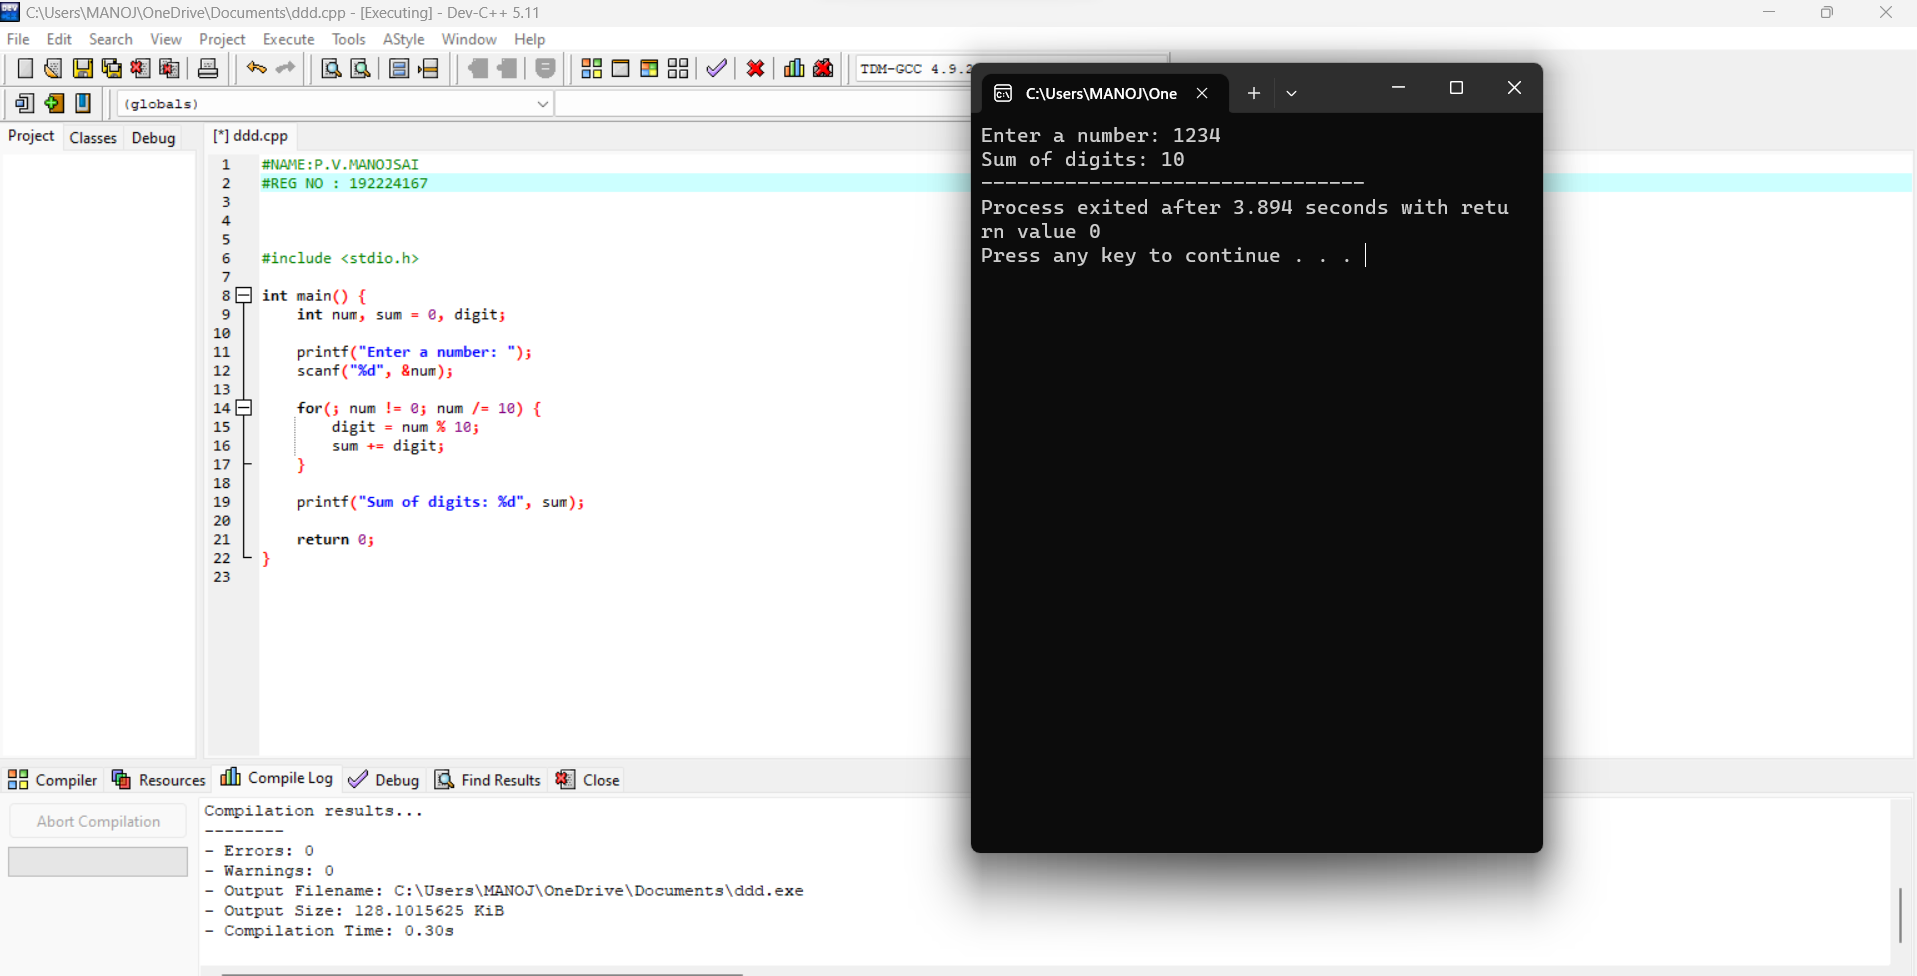 C:\Users\MANOJ\OneDrive\Documents\ddd.cpp - [Executing] - Dev-C++ 5.11
File Edit Search View Project Execute Tools AStyle Window Help
TDM-GCC 4.9.2
(globals)
Project Classes Debug
[*] ddd.cpp
1 #NAME:P.V.MANOJSAI
2 #REG NO : 192224167
3
4
5
6 #include <stdio.h>
7
8 int main() {
9 int num, sum = 0, digit;
10
11 printf("Enter a number: ");
12 scanf("%d", &num);
13
14 for(; num != 0; num /= 10) {
15 digit = num % 10;
16 sum += digit;
17 }
18
19 printf("Sum of digits: %d", sum);
20
21 return 0;
22 }
23
C:\Users\MANOJ\One
Enter a number: 1234
Sum of digits: 10
--------------------------------
Process exited after 3.894 seconds with retu
rn value 0
Press any key to continue . . .
Compiler Resources Compile Log Debug Find Results Close
Abort Compilation
Compilation results...
--------
- Errors: 0
- Warnings: 0
- Output Filename: C:\Users\MANOJ\OneDrive\Documents\ddd.exe
- Output Size: 128.1015625 KiB
- Compilation Time: 0.30s